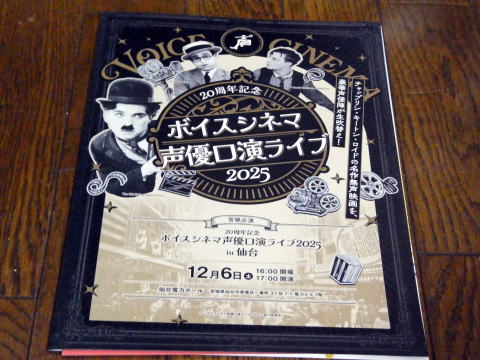 VOICE CINEMA
声
20周年記念
ボイスシネマ
声優口演ライブ
2025
チャップリン・キートン・ロイドの名作無声映画を、
豪華声優陣が生吹替え!
宮城公演
20周年記念
ボイスシネマ声優口演ライブ2025
in 仙台
12月6日土 16:00開場
17:00開演
仙台電力ホール